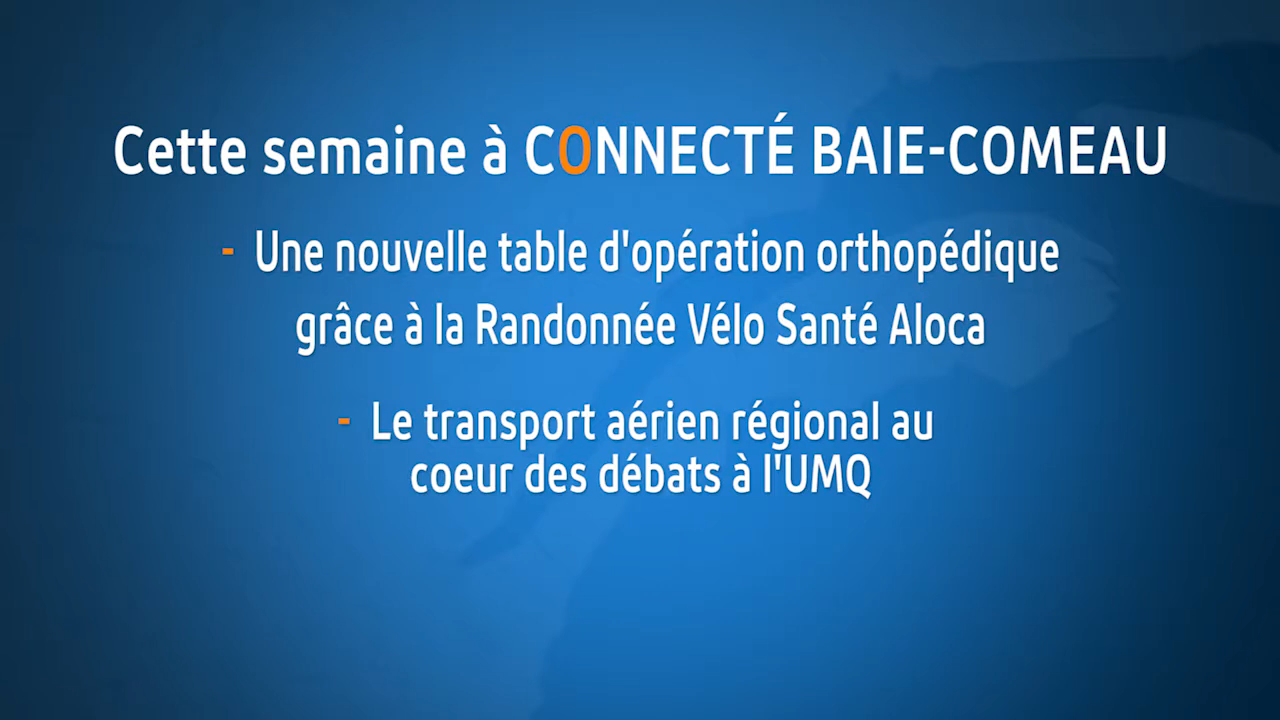 Cette semaine à CONNECTÉ BAIE-COMEAU
- Une nouvelle table d'opération orthopédique
grâce à la Randonnée Vélo Santé Aloca
- Le transport aérien régional au
coeur des débats à l'UMQ